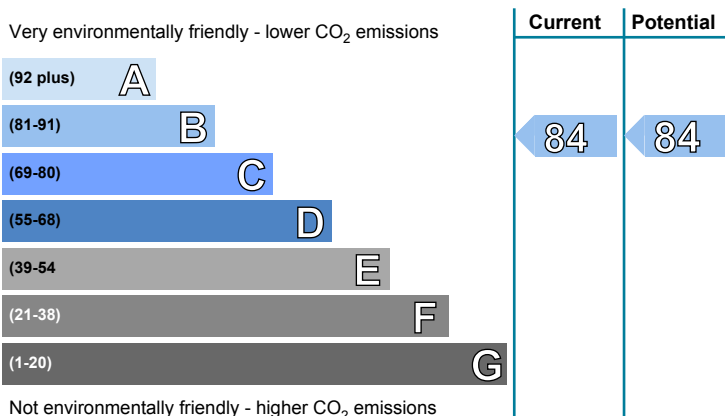 Current Potential
Very environmentally friendly - lower CO2 emissions
(92 plus) A
(81-91) B
84 84
(69-80) C
(55-68) D
(39-54 E
(21-38) F
(1-20) G
Not environmentally friendly - higher CO2 emissions